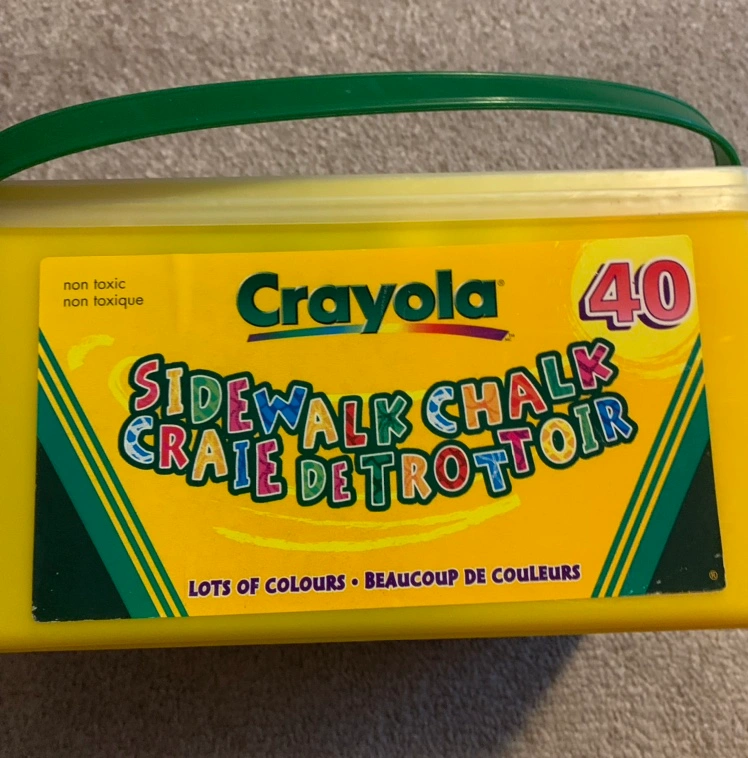 non toxic
non toxique
Crayola®
40
SIDEWALK CHALK
CRAIE DE TROTTOIR
LOTS OF COLOURS • BEAUCOUP DE COULEURS
®